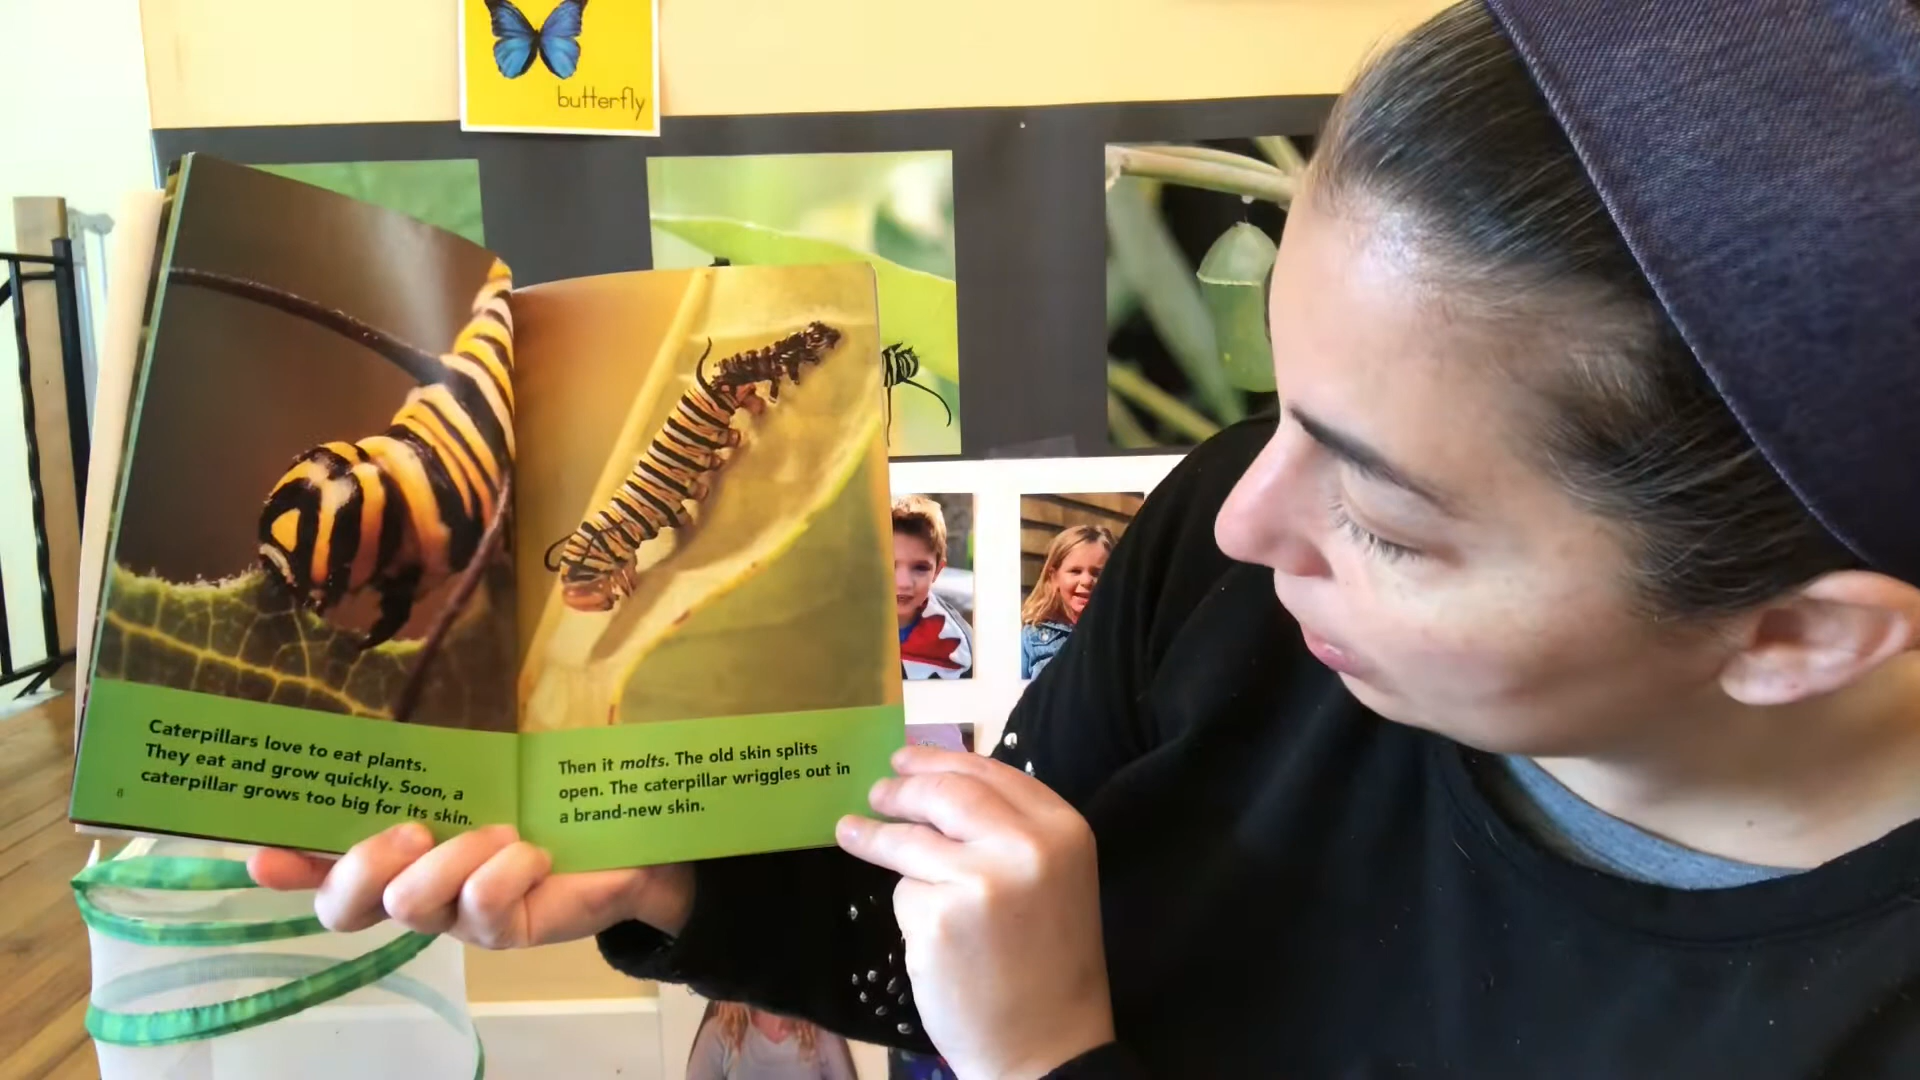 butterfly
Caterpillars love to eat plants.
They eat and grow quickly. Soon, a
caterpillar grows too big for its skin.
8
Then it molts. The old skin splits
open. The caterpillar wriggles out in
a brand-new skin.